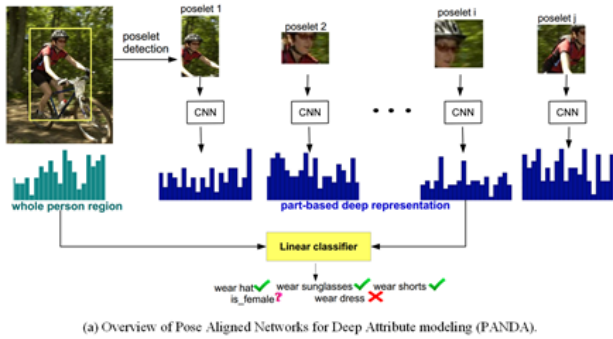 poselet 1
poselet 2
poselet i
poselet j
poselet
detection
CNN
CNN
CNN
CNN
whole person region
part-based deep representation
Linear classifier
wear hat
wear sunglasses
wear shorts
is_female?
wear dress
(a) Overview of Pose Aligned Networks for Deep Attribute modeling (PANDA).